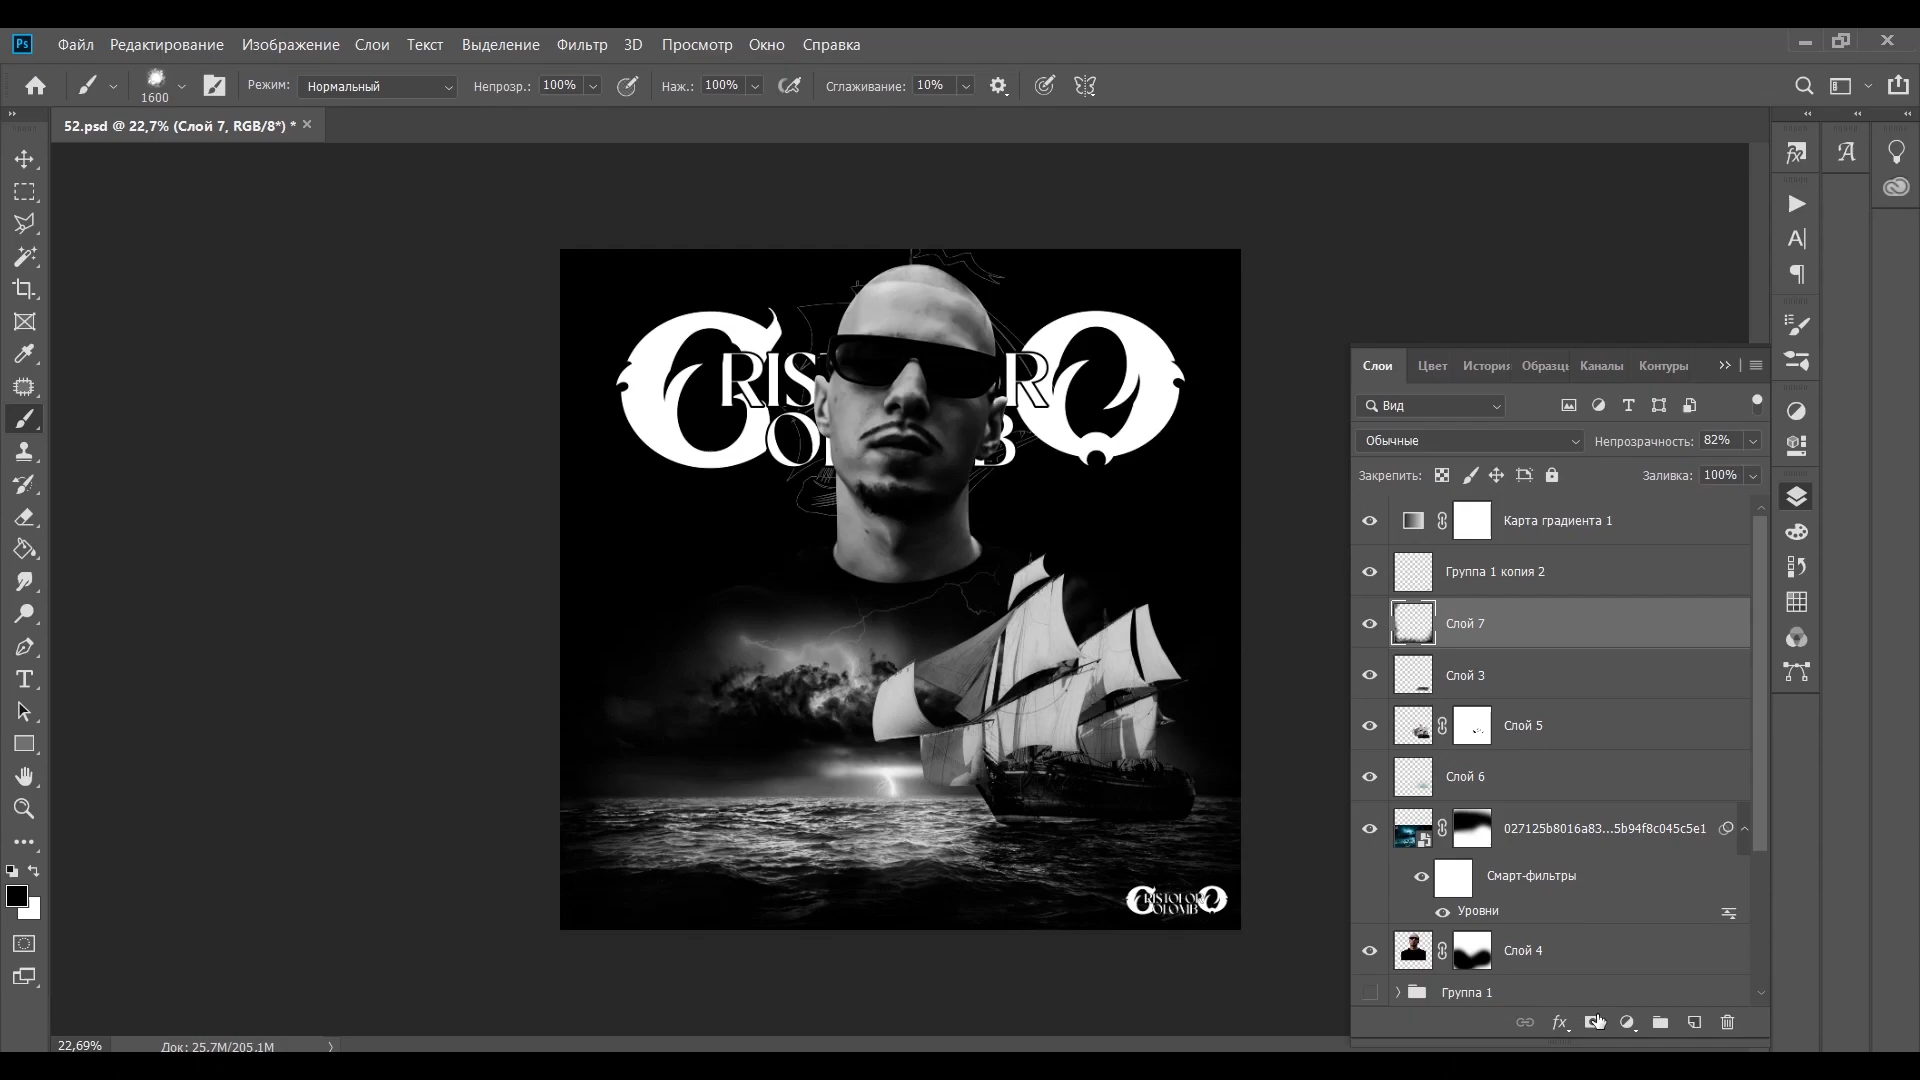 Ps Файл Редактирование Изображение Слои Текст Выделение Фильтр 3D Просмотр Окно Справка
1600 Режим: Нормальный Непрозр.: 100% Наж.: 100% Сглаживание: 10%
52.psd @ 22,7% (Слой 7, RGB/8*) *
Слои Цвет История Образцы Каналы Контуры
Вид
Обычные Непрозрачность: 82%
Закрепить: Заливка: 100%
Карта градиента 1
Группа 1 копия 2
Слой 7
Слой 3
Слой 5
Слой 6
027125b8016a83...5b94f8c045c5e1
Смарт-фильтры
Уровни
Слой 4
Группа 1
CRIS R O
B
CRISTOFORO
COLOMBO
22,69% Док: 25,7M/205,1M